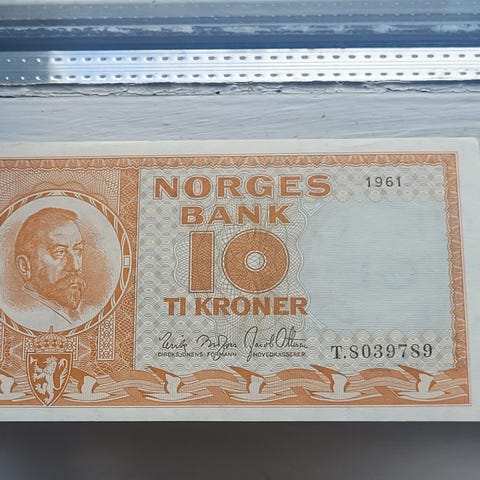 NORGES
1961
BANK
10
TI KRONER
DIREKSJONENS FORMANN HOVEDKASSERER
T.8039789